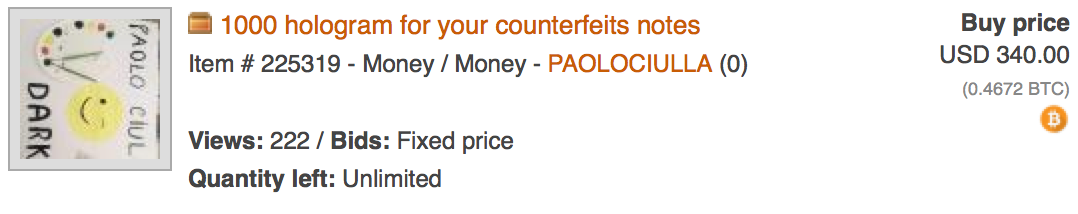 1000 hologram for your counterfeits notes
Item # 225319 - Money / Money - PAOLOCIULLA (0)
Views: 222 / Bids: Fixed price
Quantity left: Unlimited
Buy price
USD 340.00
(0.4672 BTC)
PAOLO CIUL
DARK